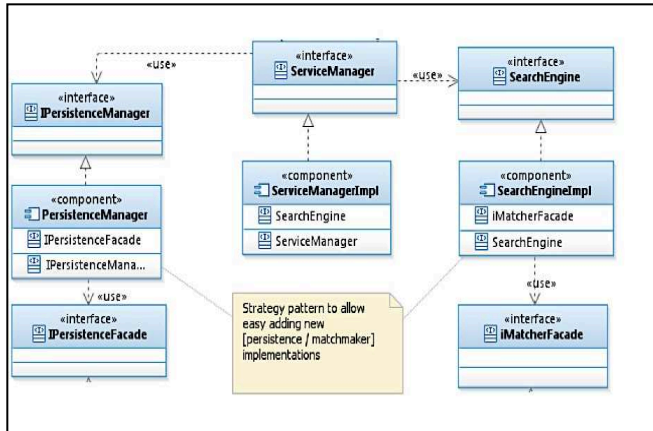 «interface»
ServiceManager
«use»
«use»
«interface»
IPersistenceManager
«interface»
SearchEngine
«component»
PersistenceManager
IPersistenceFacade
IPersistenceMana...
«component»
ServiceManagerImpl
SearchEngine
ServiceManager
«component»
SearchEngineImpl
iMatcherFacade
SearchEngine
«use»
«use»
«interface»
IPersistenceFacade
Strategy pattern to allow
easy adding new
[persistence / matchmaker]
implementations
«interface»
iMatcherFacade